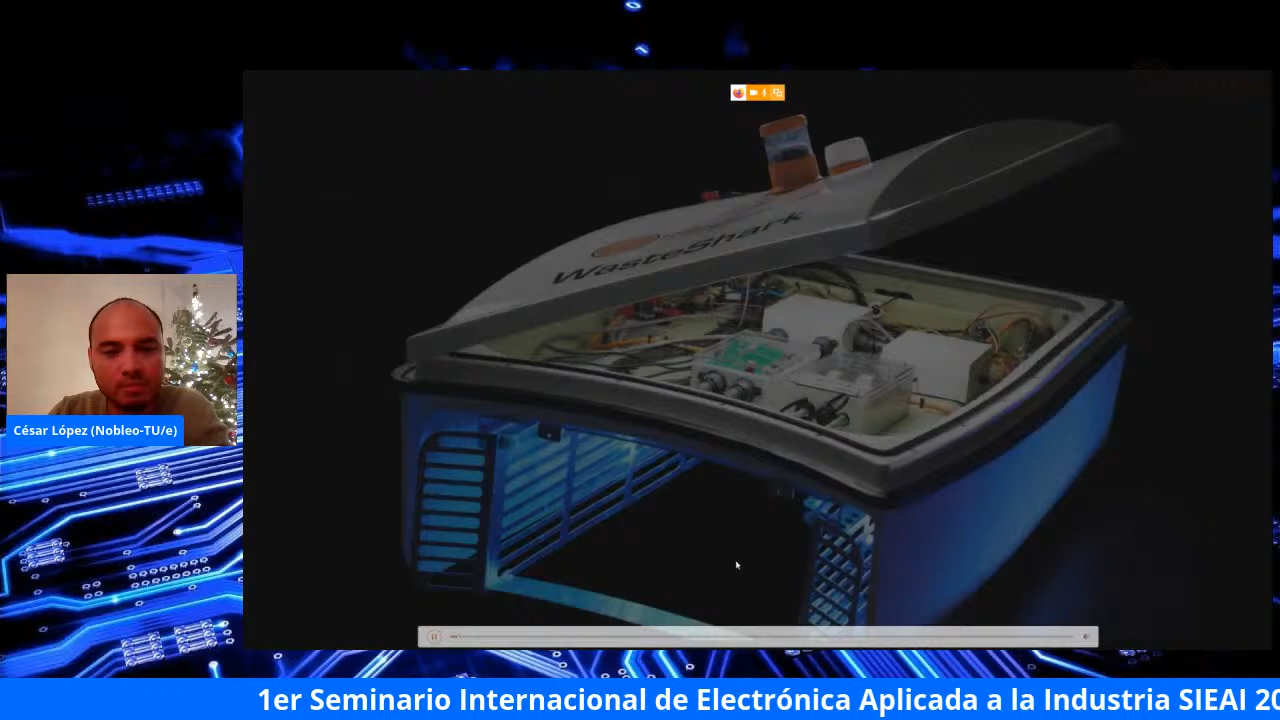 WasteShark
César López (Nobleo-TU/e)
1er Seminario Internacional de Electrónica Aplicada a la Industria SIEAI 20